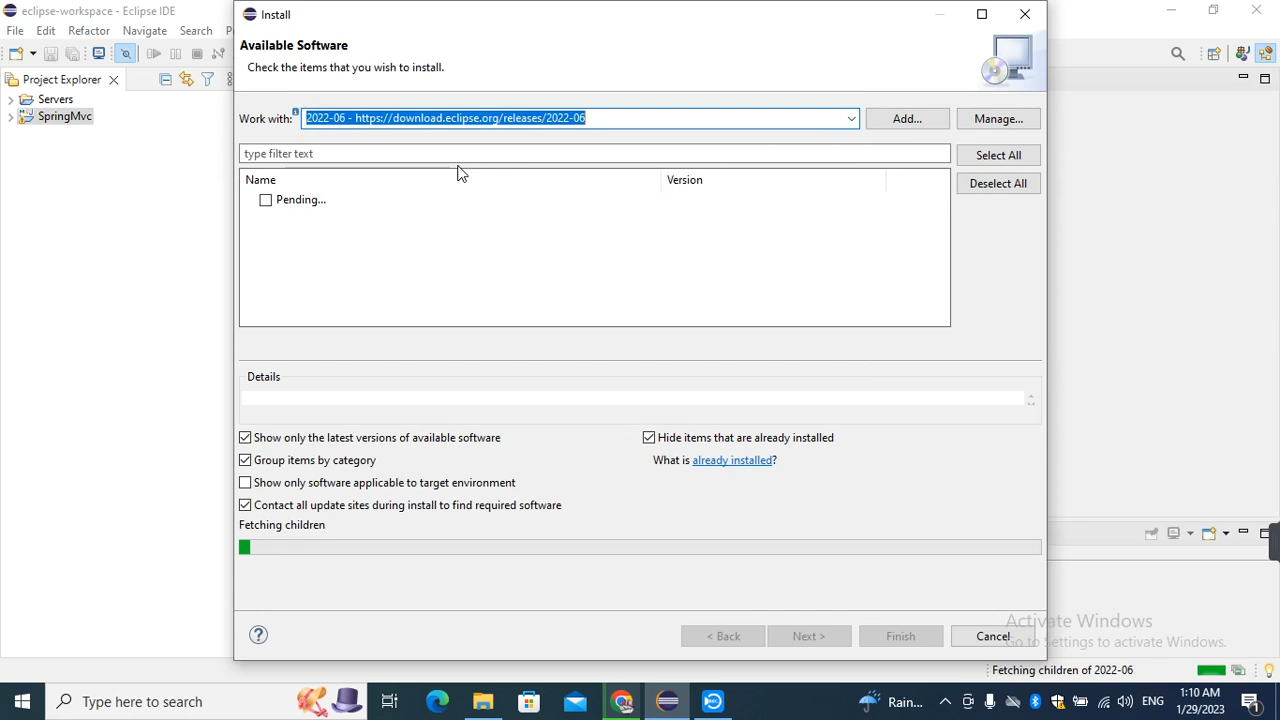 eclipse-workspace - Eclipse IDE
Install
File Edit Refactor Navigate Search
Available Software
Check the items that you wish to install.
Project Explorer
Servers
SpringMvc
Work with: 2022-06 - https://download.eclipse.org/releases/2022-06 Add... Manage...
type filter text Select All
Name Version Deselect All
Pending...
Details
Show only the latest versions of available software Hide items that are already installed
Group items by category What is already installed?
Show only software applicable to target environment
Contact all update sites during install to find required software
Fetching children
< Back Next > Finish Cancel
Activate Windows
Go to Settings to activate Windows.
Fetching children of 2022-06
Type here to search Rain... ENG 1:10 AM
1/29/2023 1